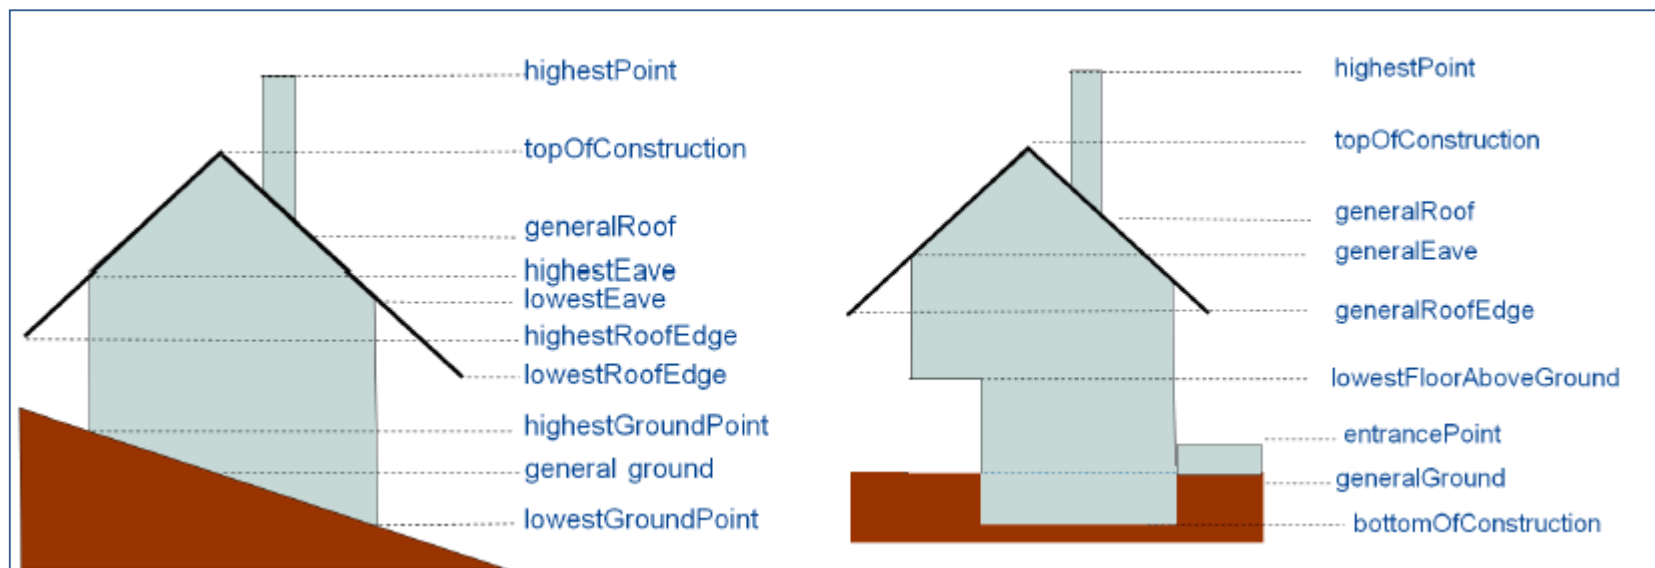 highestPoint
topOfConstruction
generalRoof
highestEave
lowestEave
highestRoofEdge
lowestRoofEdge
highestGroundPoint
general ground
lowestGroundPoint
highestPoint
topOfConstruction
generalRoof
generalEave
generalRoofEdge
lowestFloorAboveGround
entrancePoint
generalGround
bottomOfConstruction